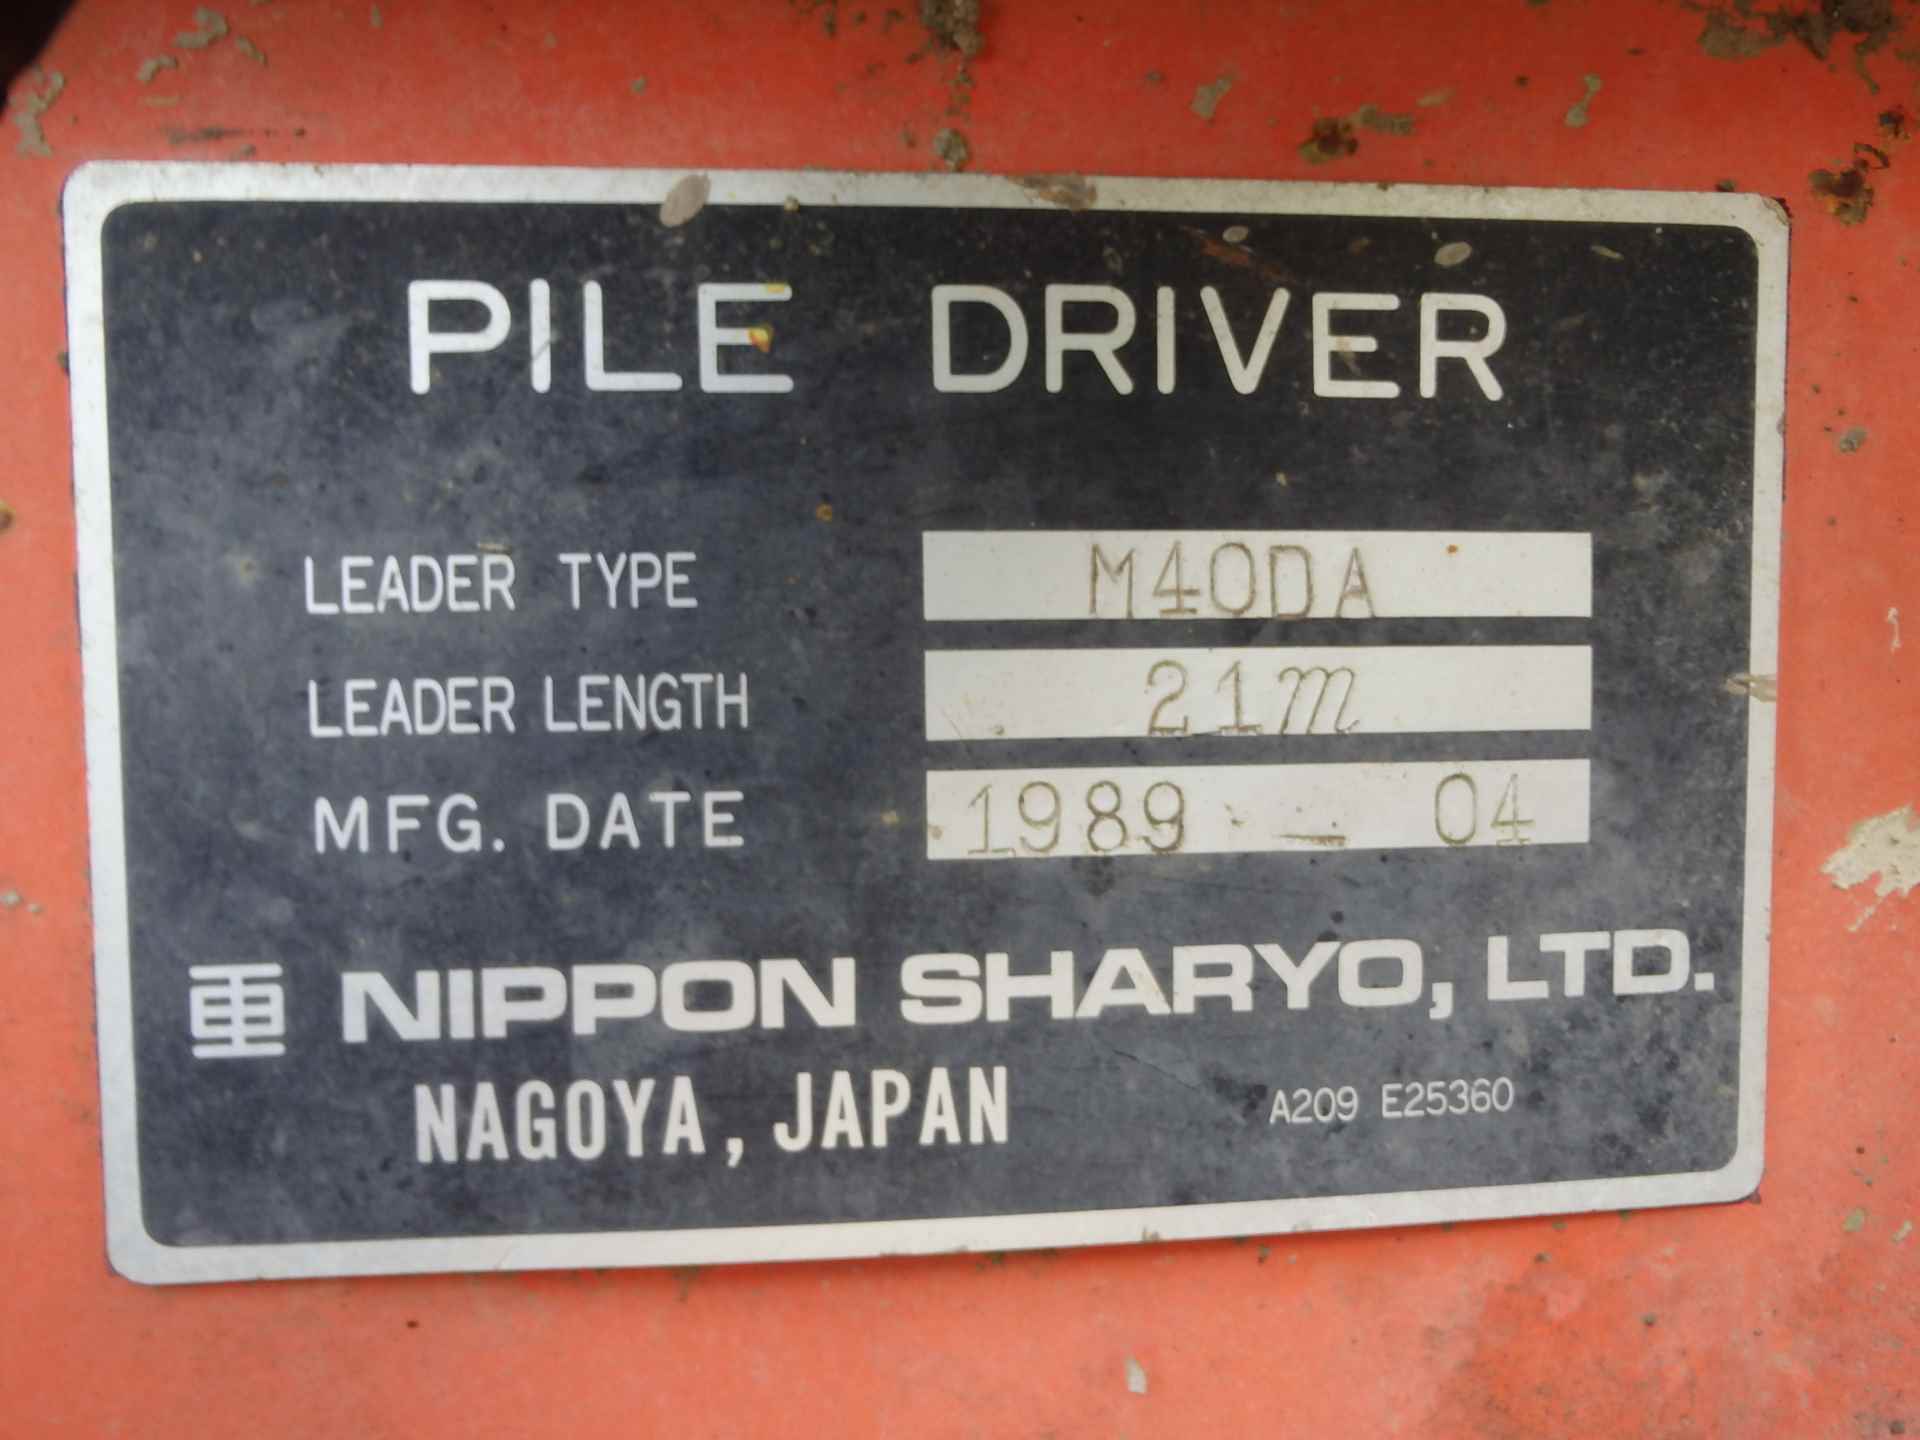 PILE DRIVER
LEADER TYPE M40DA
LEADER LENGTH 21m
MFG. DATE 1989 - 04
NIPPON SHARYO, LTD.
NAGOYA, JAPAN A209 E25360